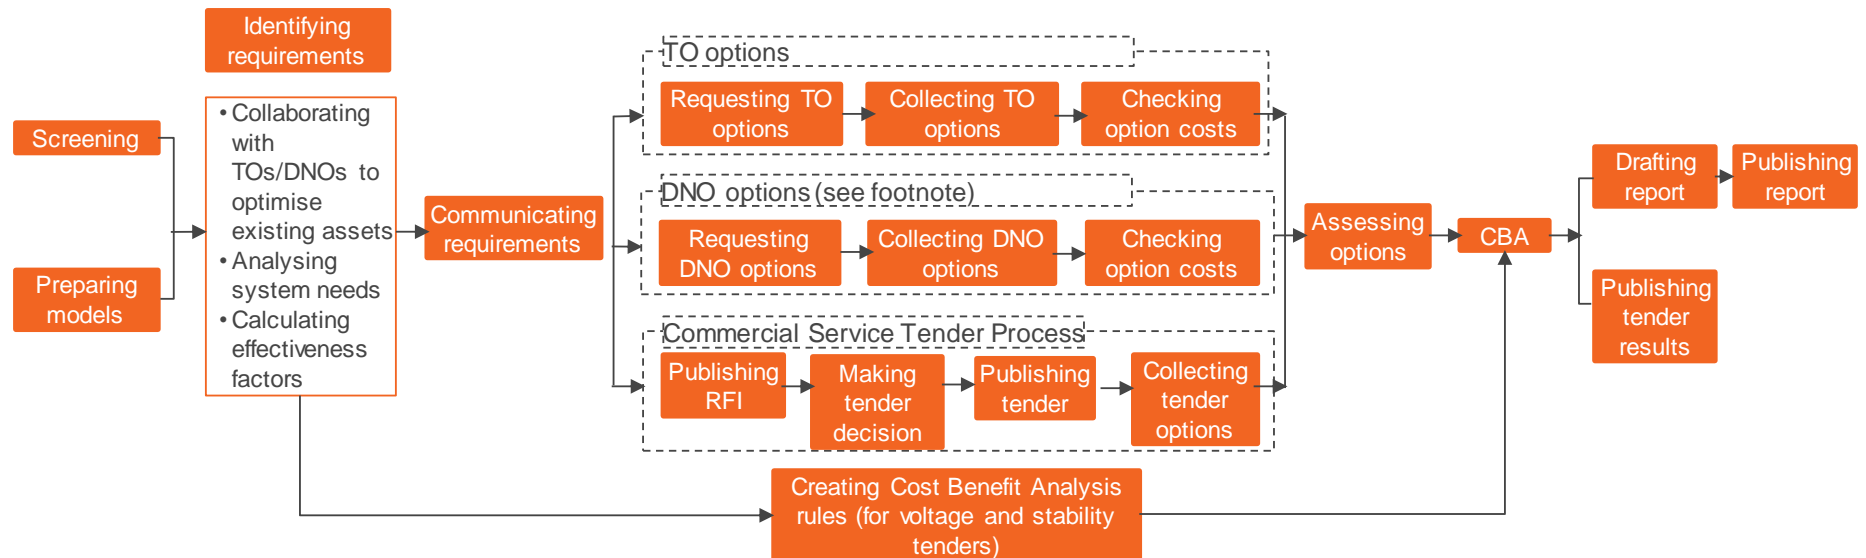 Identifying
requirements
Screening
Preparing
models
• Collaborating
with
TOs/DNOs to
optimise
existing assets
• Analysing
system needs
• Calculating
effectiveness
factors
Communicating
requirements
TO options
Requesting TO
options
Collecting TO
options
Checking
option costs
DNO options (see footnote)
Requesting
DNO options
Collecting DNO
options
Checking
option costs
Commercial Service Tender Process
Publishing
RFI
Making
tender
decision
Publishing
tender
Collecting
tender
options
Creating Cost Benefit Analysis
rules (for voltage and stability
tenders)
Assessing
options
CBA
Drafting
report
Publishing
report
Publishing
tender
results